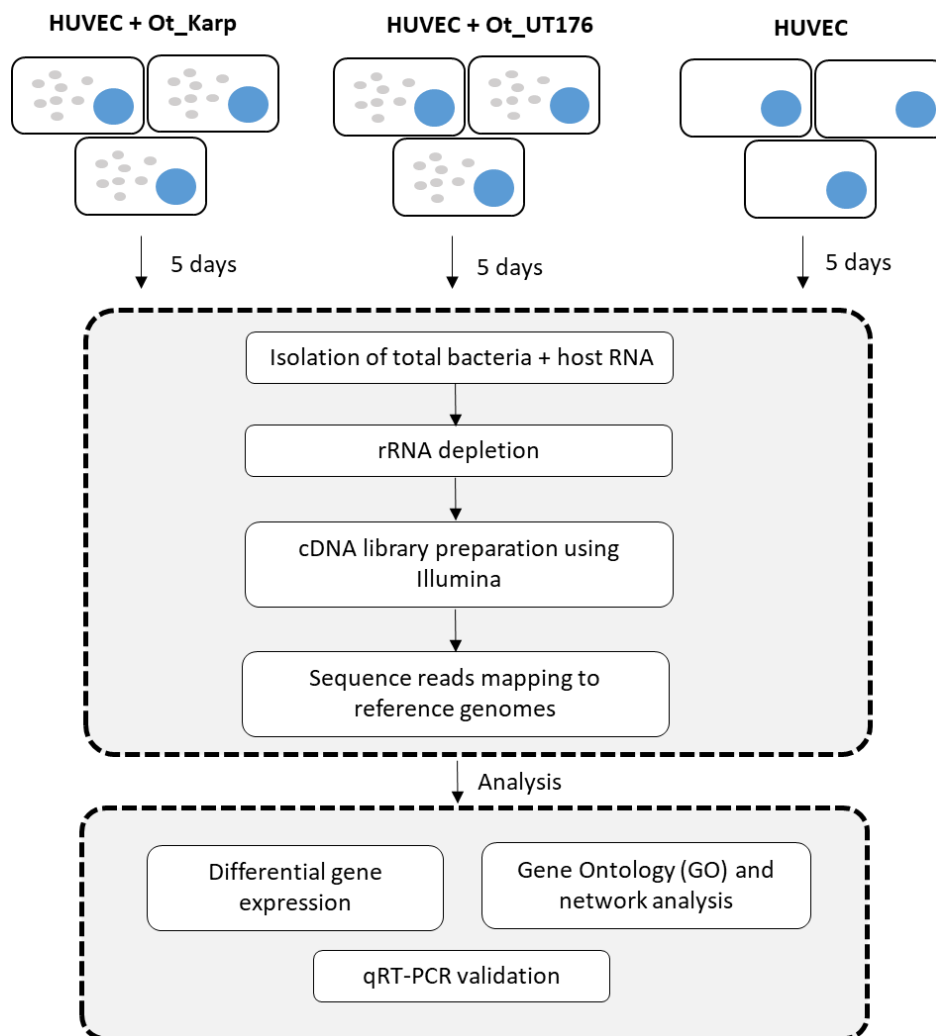 HUVEC + Ot_Karp
HUVEC + Ot_UT176
HUVEC
5 days
5 days
5 days
Isolation of total bacteria + host RNA
rRNA depletion
cDNA library preparation using
Illumina
Sequence reads mapping to
reference genomes
Analysis
Differential gene
expression
Gene Ontology (GO) and
network analysis
qRT-PCR validation